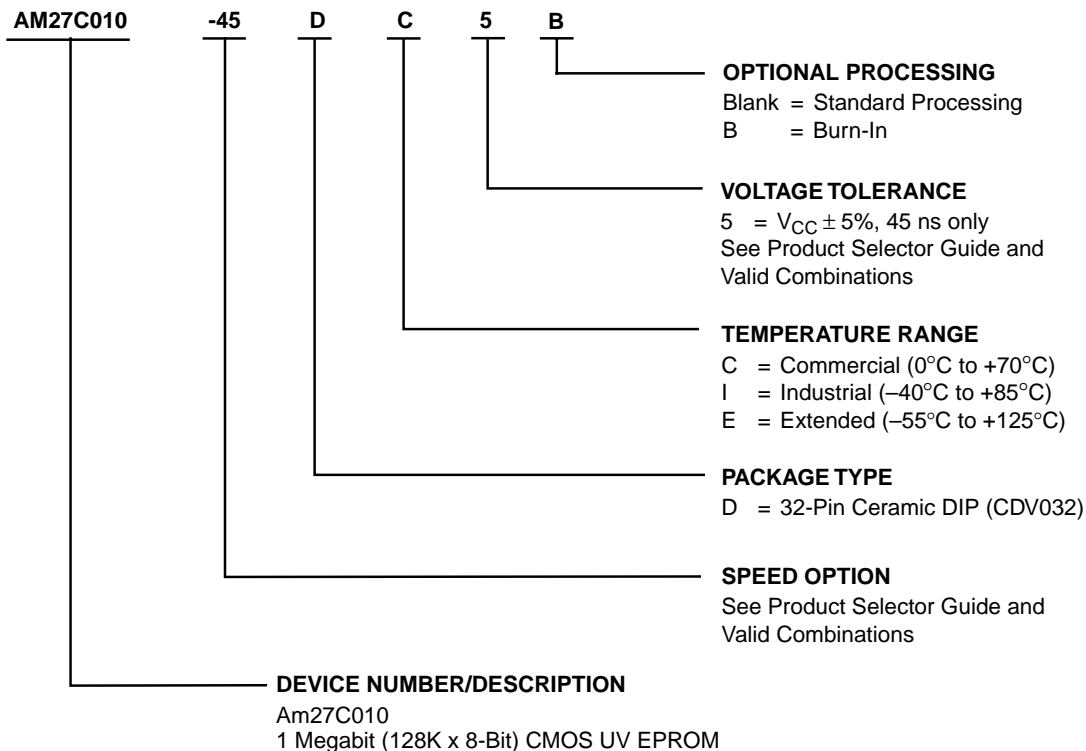 AM27C010 -45 D C 5 B
OPTIONAL PROCESSING
Blank = Standard Processing
B = Burn-In
VOLTAGE TOLERANCE
5 = VCC ± 5%, 45 ns only
See Product Selector Guide and
Valid Combinations
TEMPERATURE RANGE
C = Commercial (0°C to +70°C)
I = Industrial (–40°C to +85°C)
E = Extended (–55°C to +125°C)
PACKAGE TYPE
D = 32-Pin Ceramic DIP (CDV032)
SPEED OPTION
See Product Selector Guide and
Valid Combinations
DEVICE NUMBER/DESCRIPTION
Am27C010
1 Megabit (128K x 8-Bit) CMOS UV EPROM